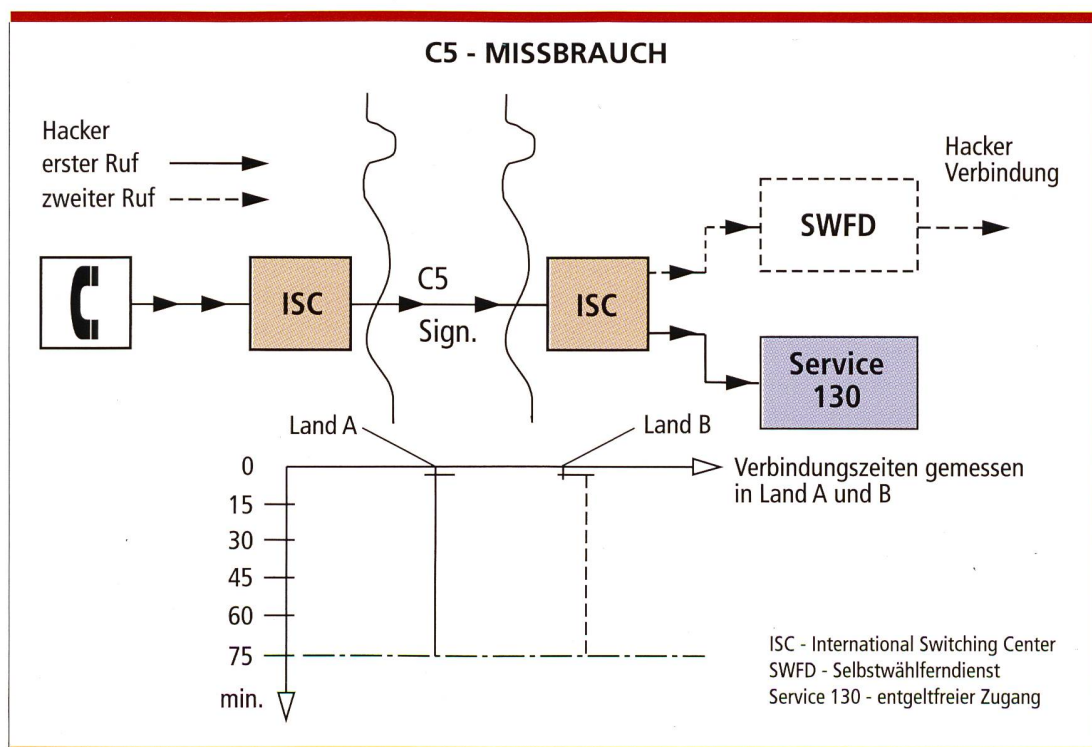 C5 - MISSBRAUCH
Hacker
erster Ruf
zweiter Ruf
Hacker
Verbindung
SWFD
ISC
C5
Sign.
ISC
Service
130
Land A
Land B
0
15
30
45
60
75
min.
Verbindungszeiten gemessen
in Land A und B
ISC - International Switching Center
SWFD - Selbstwählferndienst
Service 130 - entgeltfreier Zugang